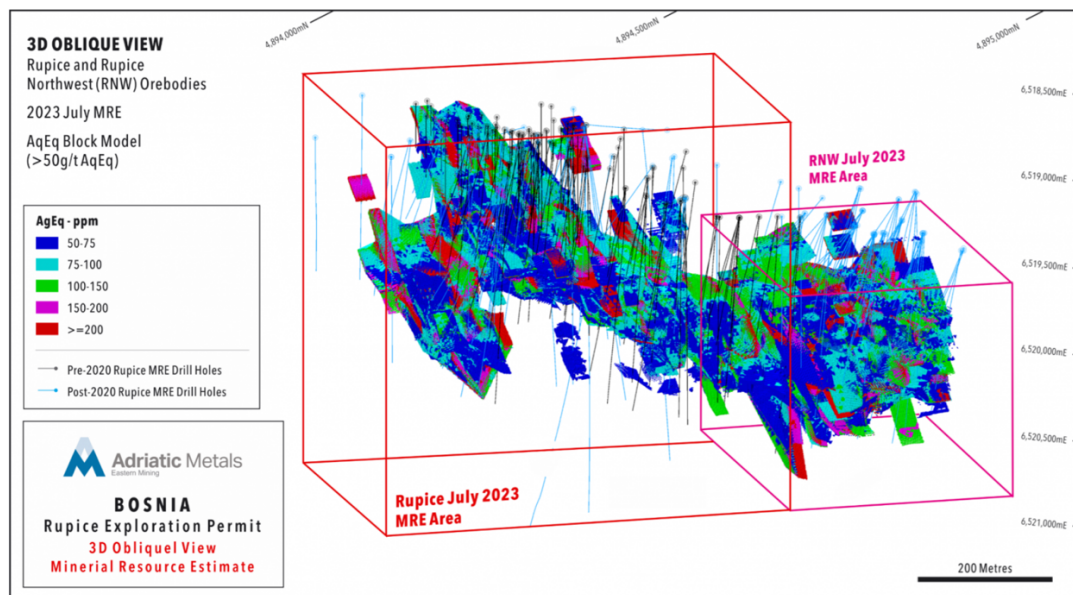 3D OBLIQUE VIEW
Rupice and Rupice
Northwest (RNW) Orebodies
2023 July MRE
AqEq Block Model
(>50g/t AqEq)
AgEq - ppm
50-75
75-100
100-150
150-200
>=200
Pre-2020 Rupice MRE Drill Holes
Post-2020 Rupice MRE Drill Holes
Adriatic Metals
Eastern Mining
BOSNIA
Rupice Exploration Permit
3D Obliquel View
Minerial Resource Estimate
4,894,000mN
4,894,500mN
4,895,000mN
6,518,500mE
6,519,000mE
6,519,500mE
6,520,000mE
6,520,500mE
6,521,000mE
RNW July 2023
MRE Area
Rupice July 2023
MRE Area
200 Metres